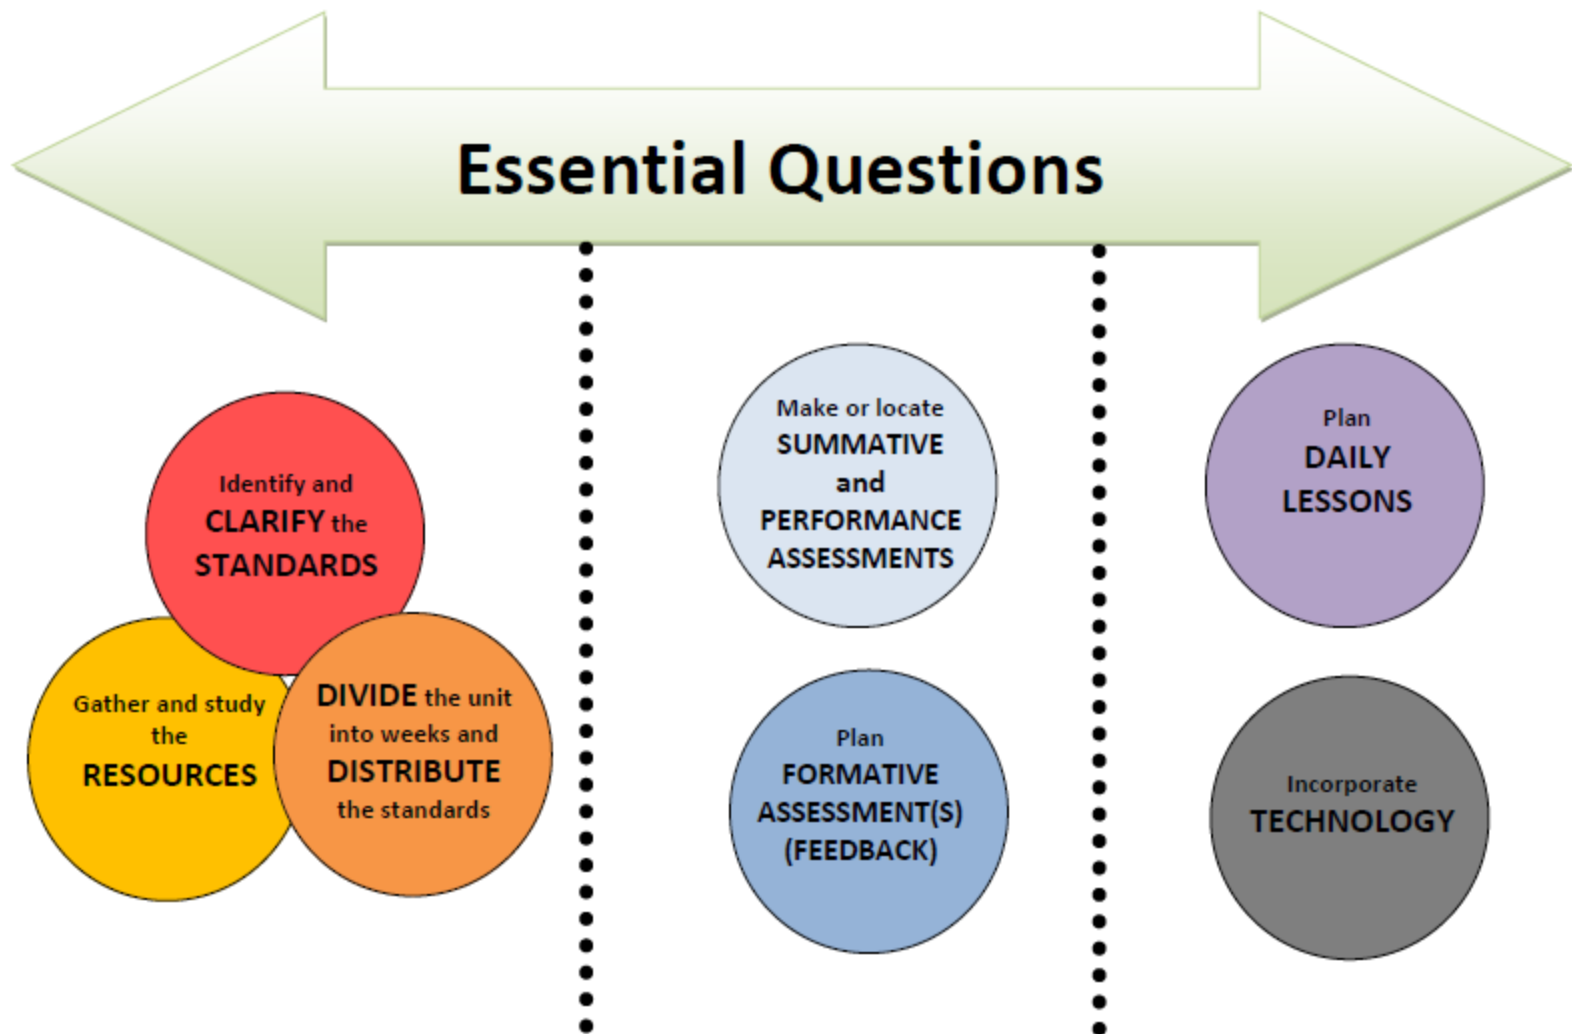 Essential Questions
Identify and
CLARIFY the
STANDARDS
Gather and study
the
RESOURCES
DIVIDE the unit
into weeks and
DISTRIBUTE
the standards
Make or locate
SUMMATIVE
and
PERFORMANCE
ASSESSMENTS
Plan
FORMATIVE
ASSESSMENT(S)
(FEEDBACK)
Plan
DAILY
LESSONS
Incorporate
TECHNOLOGY